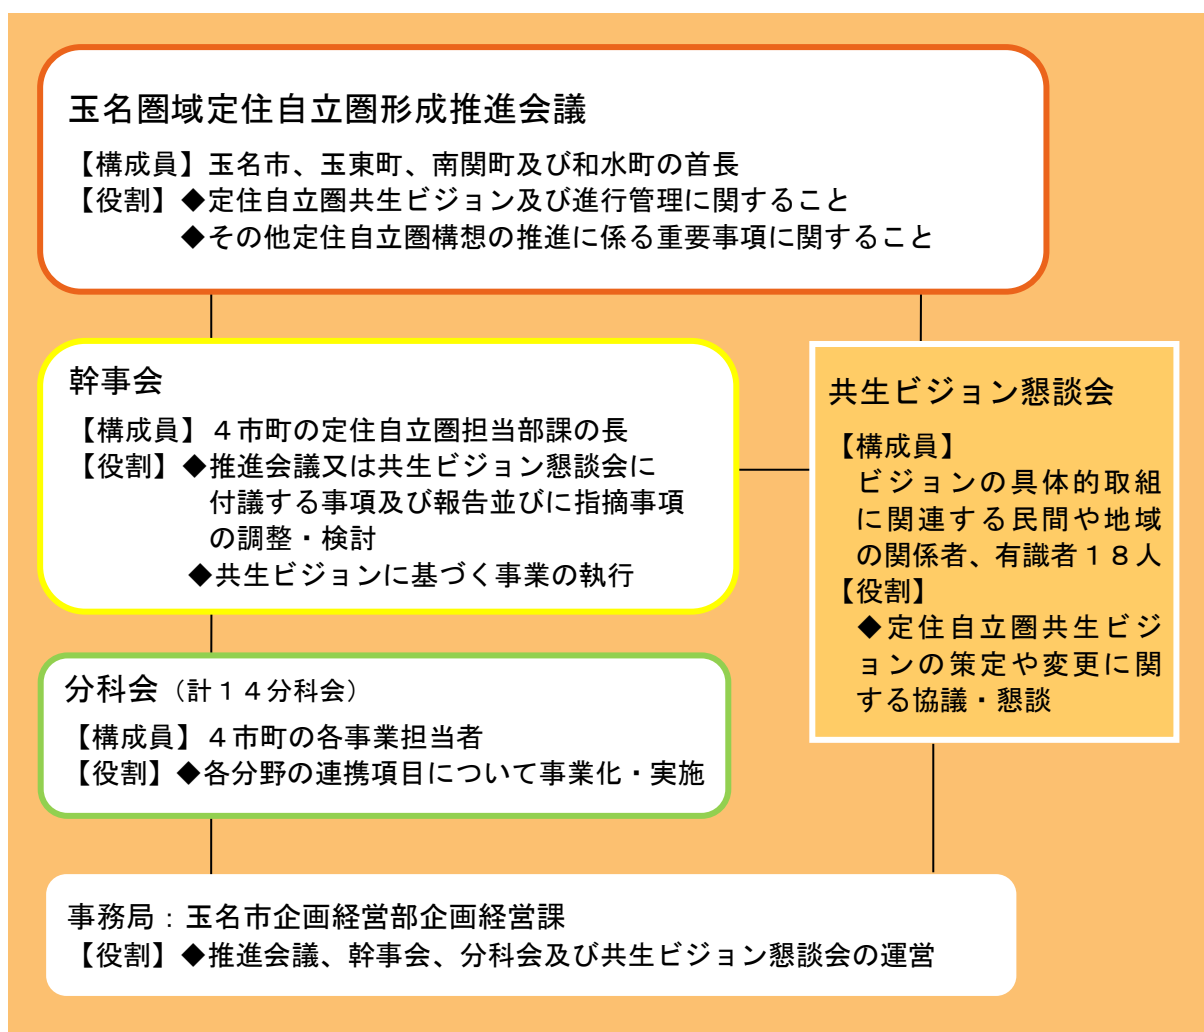 玉名圏域定住自立圏形成推進会議
【構成員】玉名市、玉東町、南関町及び和水町の首長
【役割】◆定住自立圏共生ビジョン及び進行管理に関すること
◆その他定住自立圏構想の推進に係る重要事項に関すること
幹事会
【構成員】４市町の定住自立圏担当部課の長
【役割】◆推進会議又は共生ビジョン懇談会に
付議する事項及び報告並びに指摘事項
の調整・検討
◆共生ビジョンに基づく事業の執行
共生ビジョン懇談会
【構成員】
ビジョンの具体的取組
に関連する民間や地域
の関係者、有識者１８人
【役割】
◆定住自立圏共生ビジ
ョンの策定や変更に関
する協議・懇談
分科会（計１４分科会）
【構成員】４市町の各事業担当者
【役割】◆各分野の連携項目について事業化・実施
事務局：玉名市企画経営部企画経営課
【役割】◆推進会議、幹事会、分科会及び共生ビジョン懇談会の運営